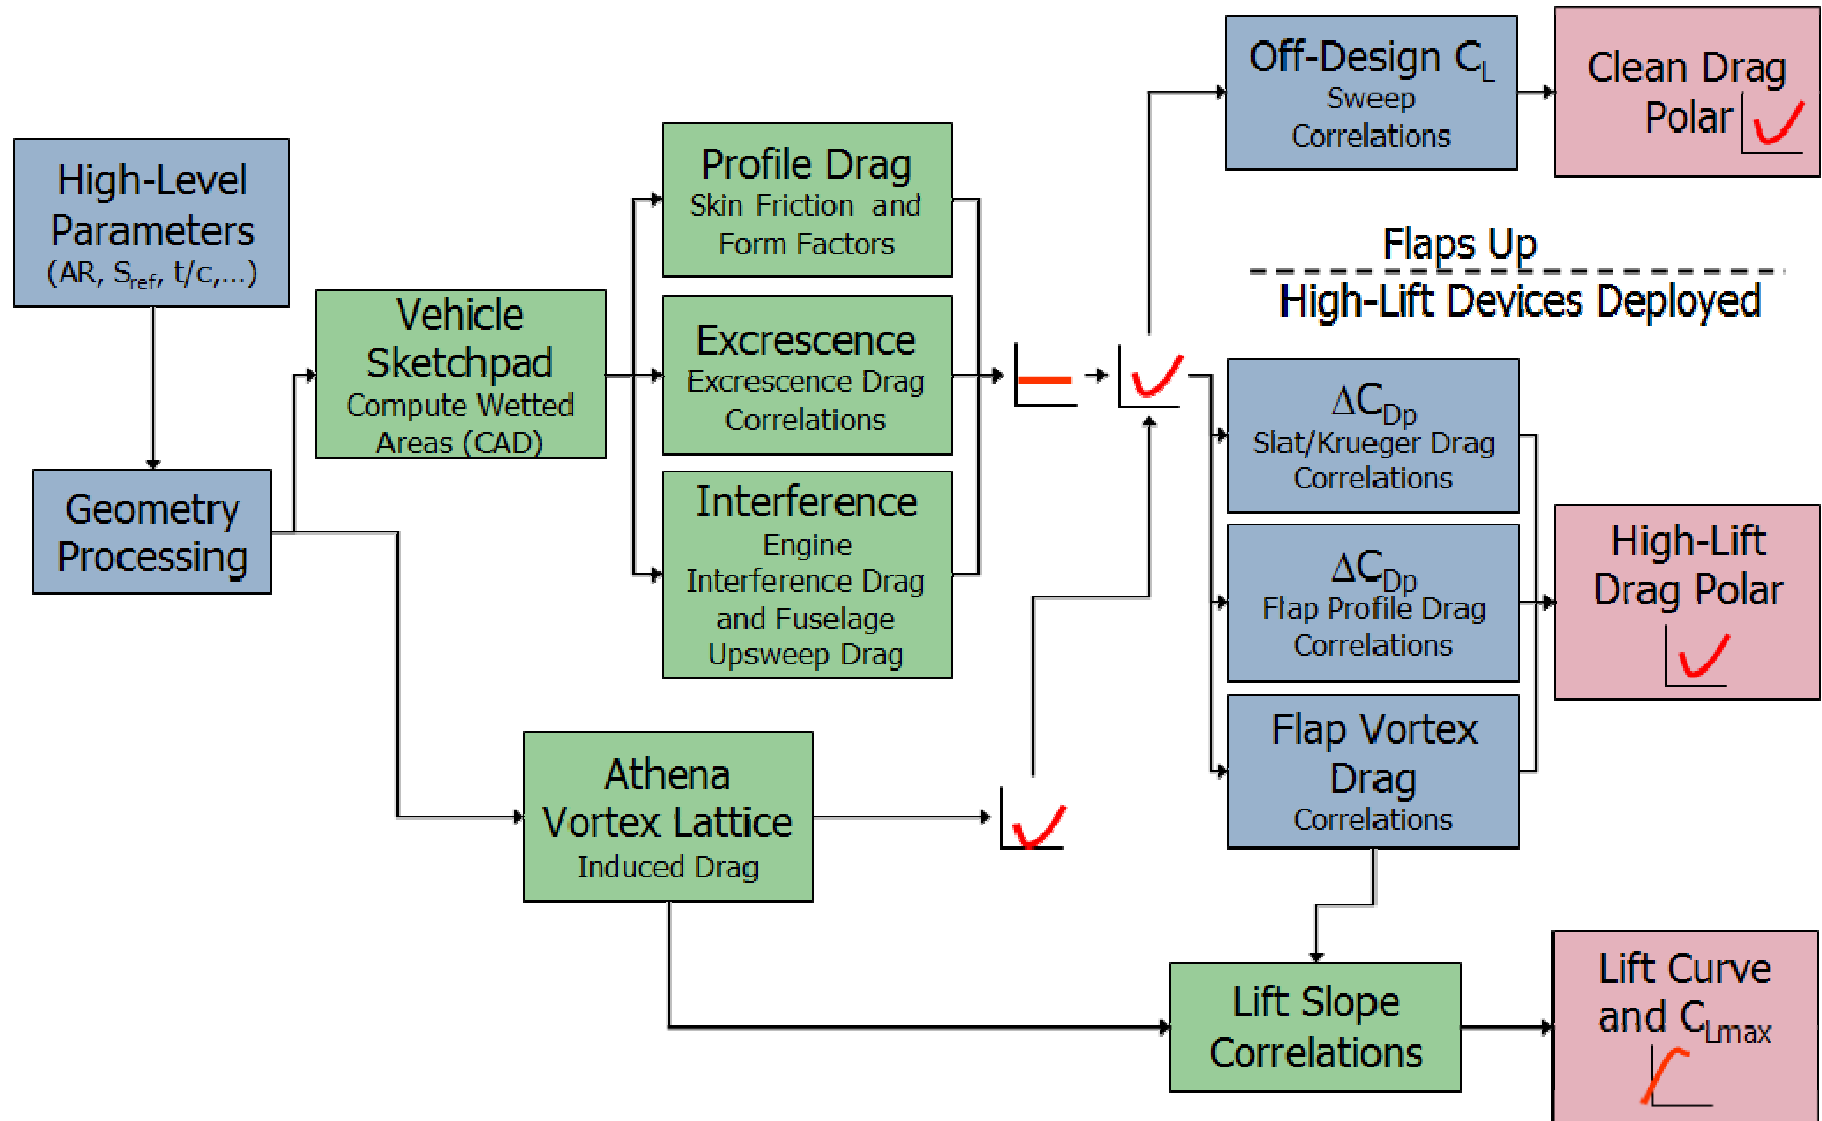 High-Level
Parameters
(AR, Sref, t/c,...)
Geometry
Processing
Vehicle
Sketchpad
Compute Wetted
Areas (CAD)
Profile Drag
Skin Friction and
Form Factors
Excrescence
Excrescence Drag
Correlations
Interference
Engine
Interference Drag
and Fuselage
Upsweep Drag
Athena
Vortex Lattice
Induced Drag
Off-Design CL
Sweep
Correlations
Clean Drag
Polar
Flaps Up
High-Lift Devices Deployed
ΔCDp
Slat/Krueger Drag
Correlations
ΔCDp
Flap Profile Drag
Correlations
Flap Vortex
Drag
Correlations
High-Lift
Drag Polar
Lift Slope
Correlations
Lift Curve
and CLmax